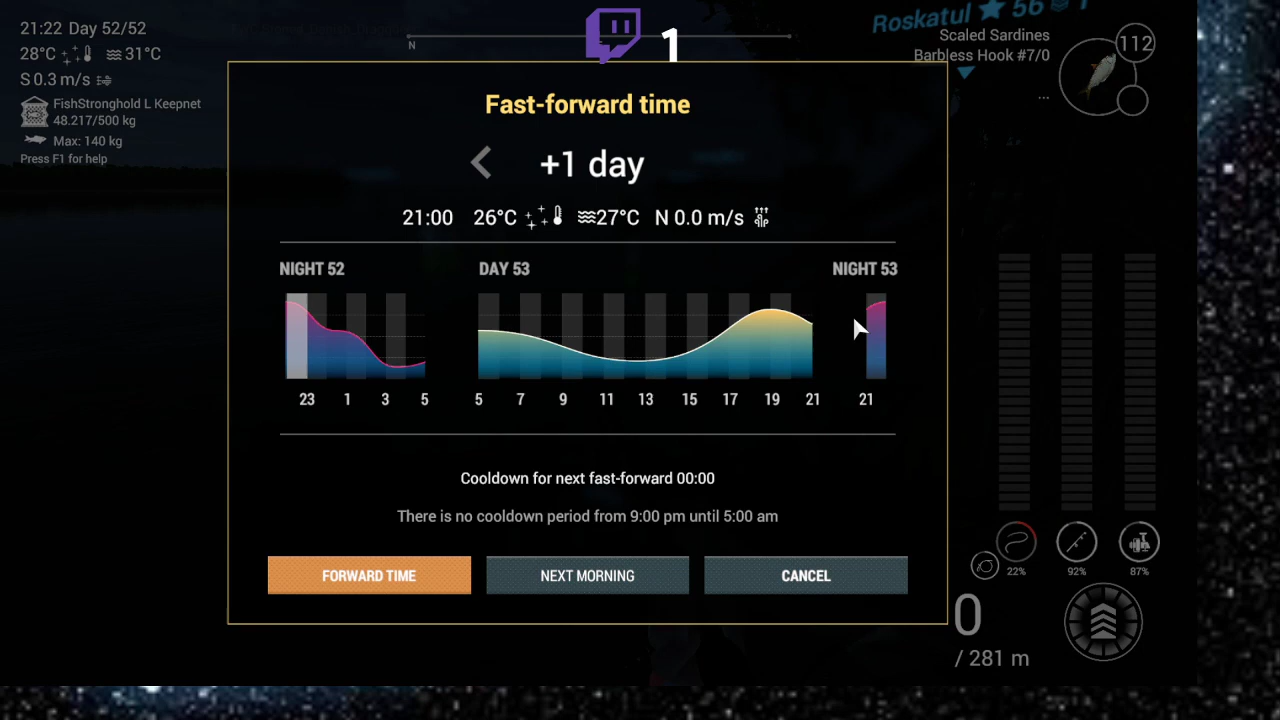 21:22 Day 52/52
28°C 31°C
S 0.3 m/s
FishStronghold L Keepnet
48.217/500 kg
Max: 140 kg
Press F1 for help
N
1
Roskatul 56 1
Scaled Sardines
Barbless Hook #7/0
112
...
Fast-forward time
+1 day
21:00 26°C 27°C N 0.0 m/s
NIGHT 52 DAY 53 NIGHT 53
23 1 3 5 5 7 9 11 13 15 17 19 21 21
Cooldown for next fast-forward 00:00
There is no cooldown period from 9:00 pm until 5:00 am
FORWARD TIME NEXT MORNING CANCEL
22% 92% 87%
0
/ 281 m